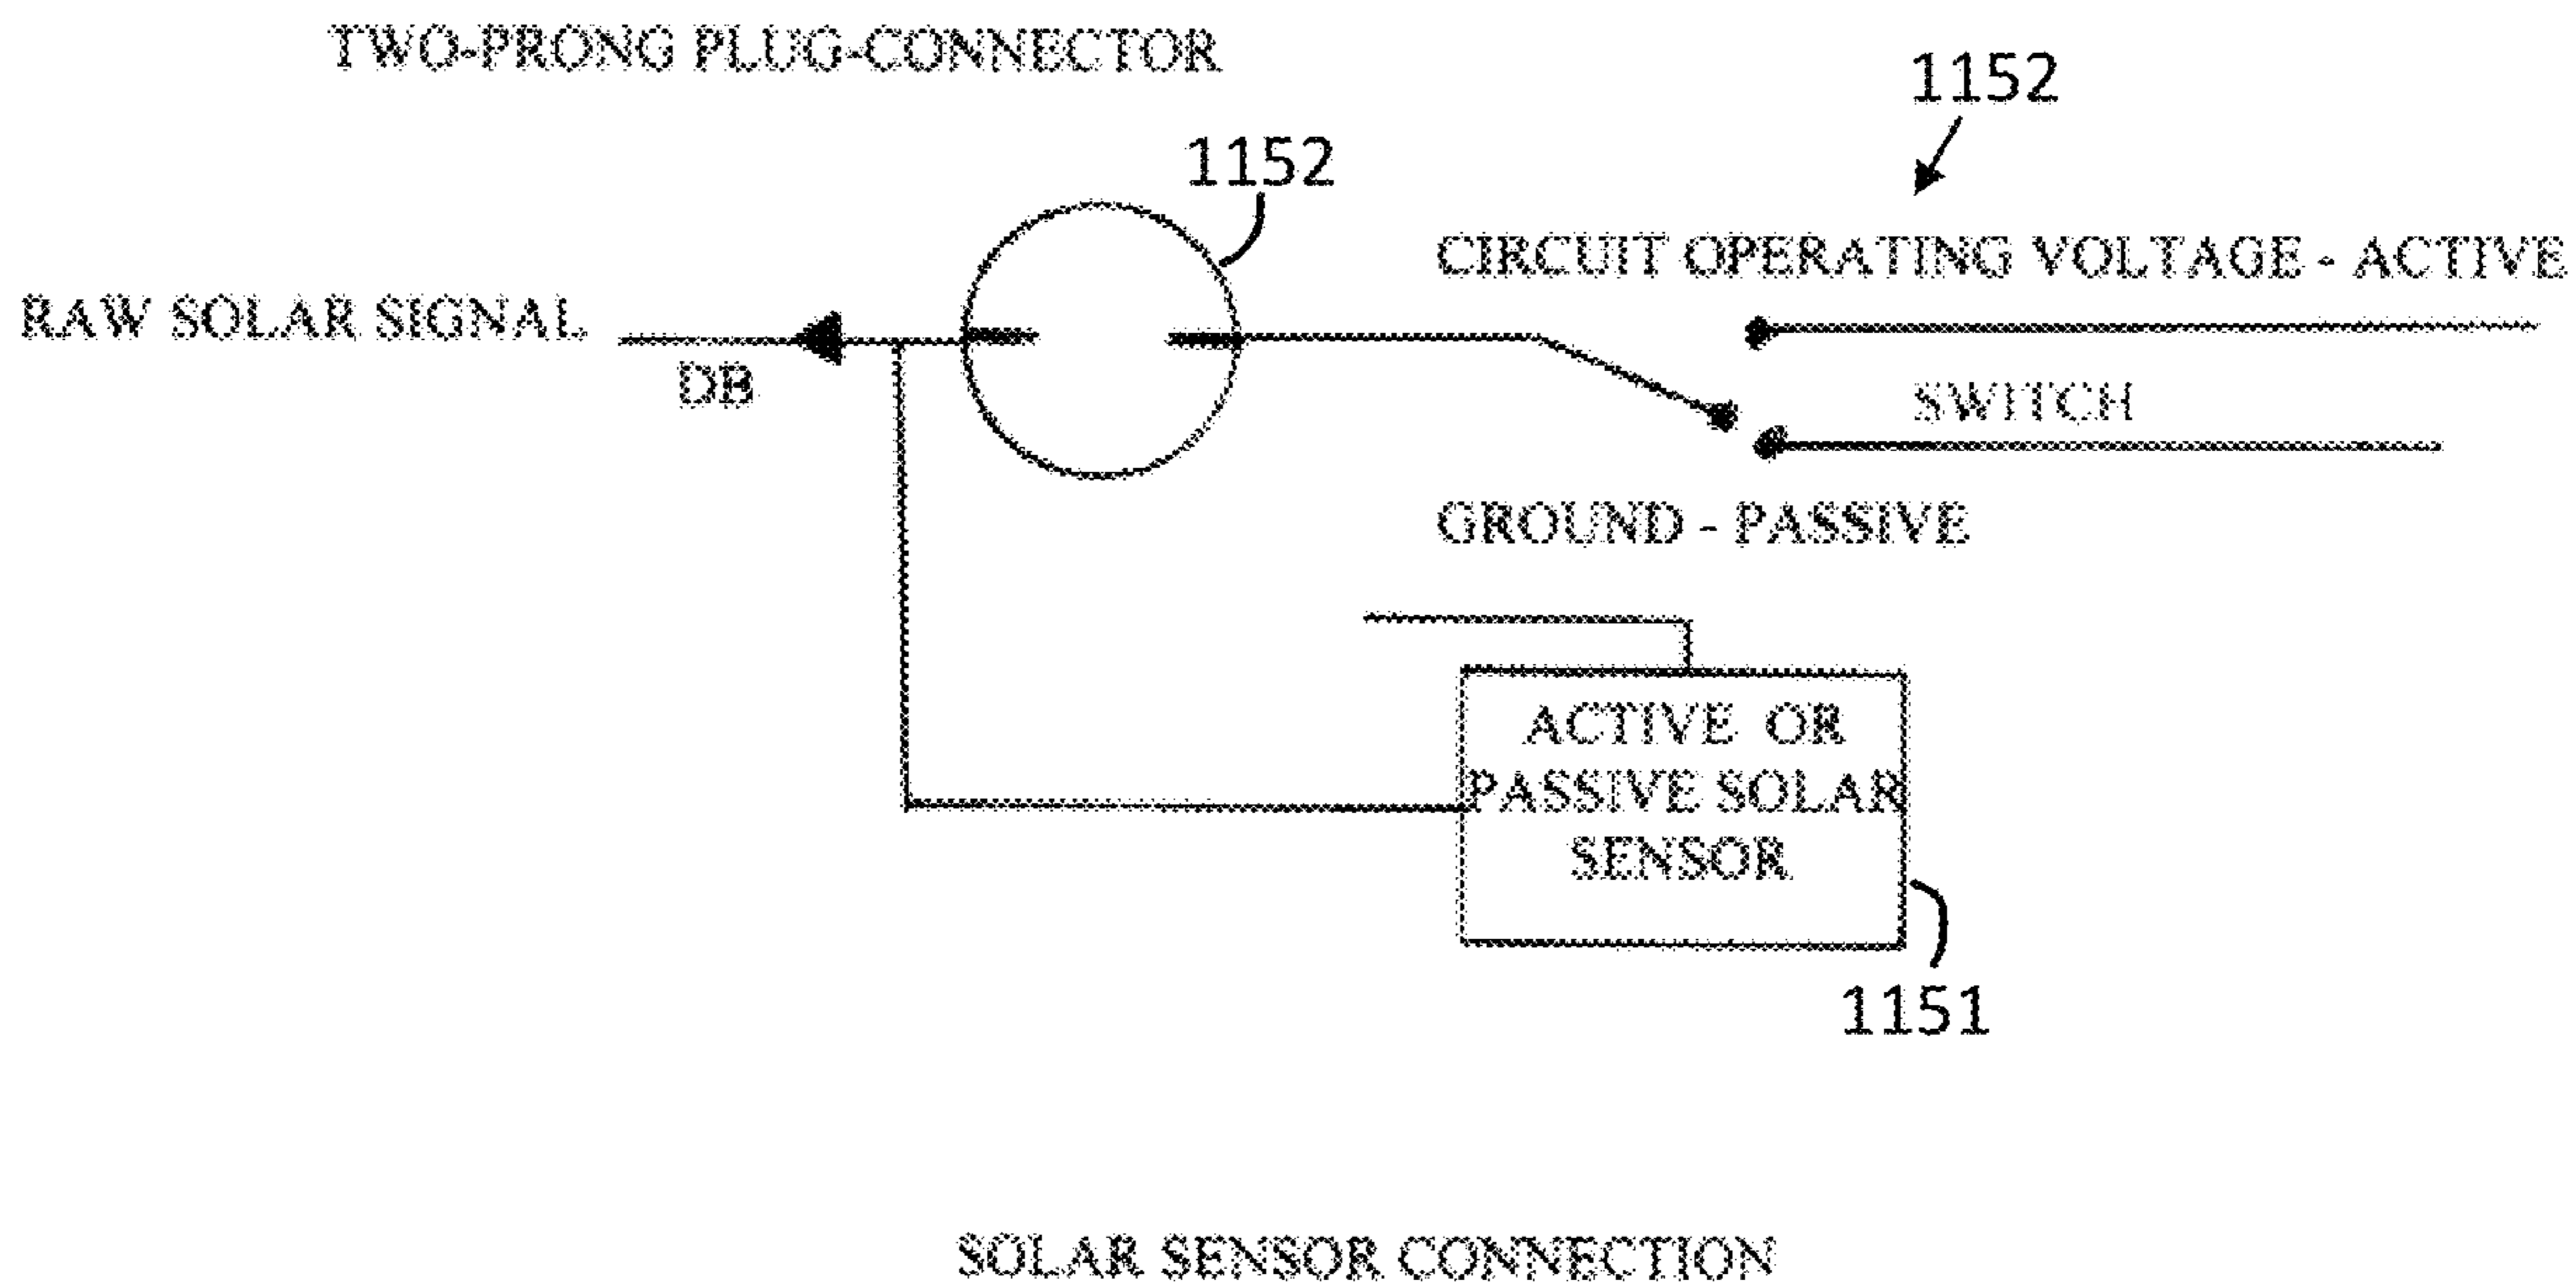 TWO-PRONG PLUG-CONNECTOR
1152
1152
CIRCUIT OPERATING VOLTAGE - ACTIVE
RAW SOLAR SIGNAL
DB
SWITCH
GROUND - PASSIVE
ACTIVE OR
PASSIVE SOLAR
SENSOR
1151
SOLAR SENSOR CONNECTION